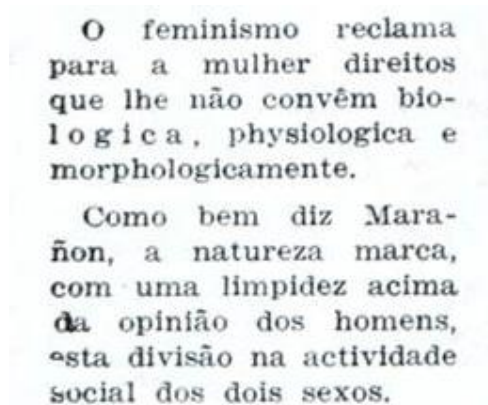 O feminismo reclama
para a mulher direitos
que lhe não convêm bio-
logica, physiologica e
morphologicamente.
Como bem diz Mara-
ñon, a natureza marca,
com uma limpidez acima
da opinião dos homens,
esta divisão na actividade
social dos dois sexos.